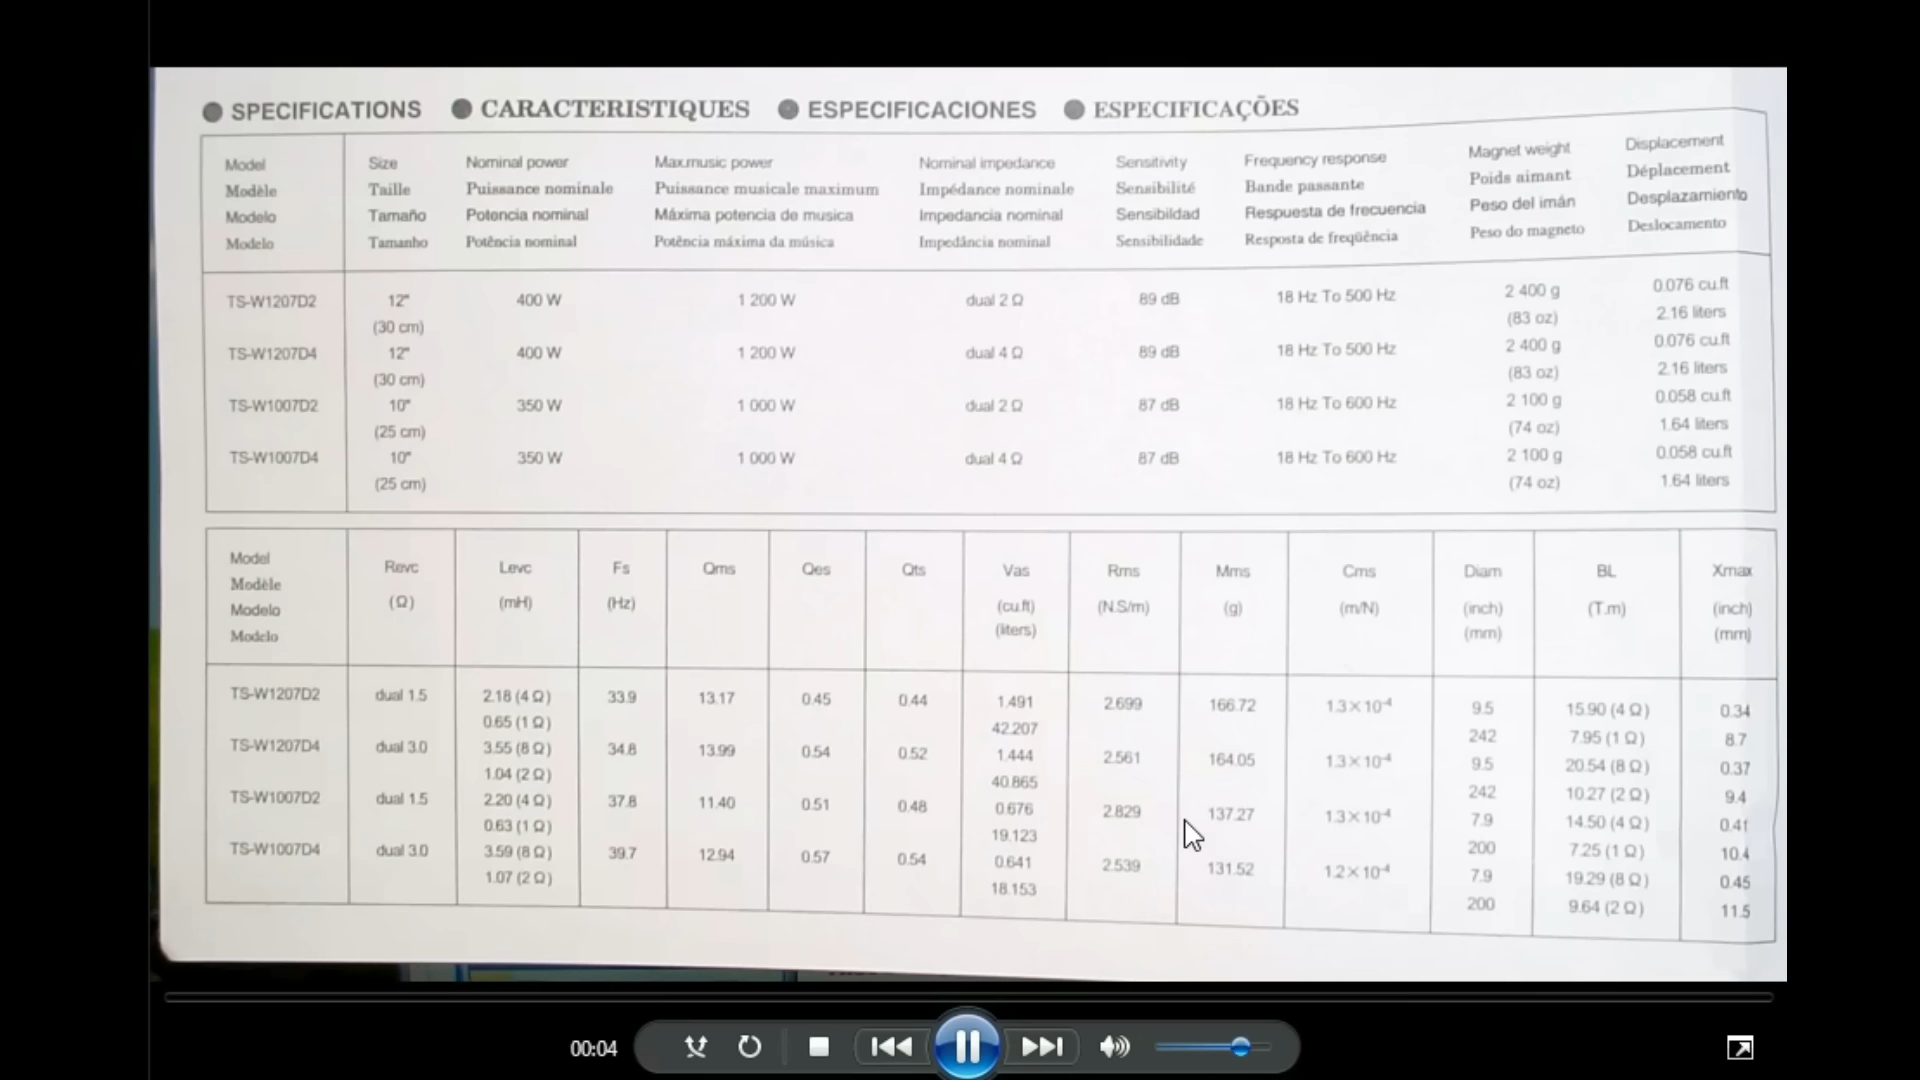 ● SPECIFICATIONS ● CARACTERISTIQUES ● ESPECIFICACIONES ● ESPECIFICAÇÕES
Model Size Nominal power Max.music power Nominal impedance Sensitivity Frequency response Magnet weight Displacement
Modèle Taille Puissance nominale Puissance musicale maximum Impédance nominale Sensibilité Bande passante Poids aimant Déplacement
Modelo Tamaño Potencia nominal Máxima potencia de musica Impedancia nominal Sensibildad Respuesta de frecuencia Peso del imán Desplazamiento
Modelo Tamanho Potência nominal Potência máxima da música Impedância nominal Sensibilidade Resposta de freqüência Peso do magneto Deslocamento
TS-W1207D2 12" 400 W 1 200 W dual 2 Ω 89 dB 18 Hz To 500 Hz 2 400 g 0.076 cu.ft
(30 cm) (83 oz) 2.16 liters
TS-W1207D4 12" 400 W 1 200 W dual 4 Ω 89 dB 18 Hz To 500 Hz 2 400 g 0.076 cu.ft
(30 cm) (83 oz) 2.16 liters
TS-W1007D2 10" 350 W 1 000 W dual 2 Ω 87 dB 18 Hz To 600 Hz 2 100 g 0.058 cu.ft
(25 cm) (74 oz) 1.64 liters
TS-W1007D4 10" 350 W 1 000 W dual 4 Ω 87 dB 18 Hz To 600 Hz 2 100 g 0.058 cu.ft
(25 cm) (74 oz) 1.64 liters
Model Revc Levc Fs Qms Qes Qts Vas Rms Mms Cms Diam BL Xmax
Modèle (Ω) (mH) (Hz) (cu.ft) (N.S/m) (g) (m/N) (inch) (T.m) (inch)
Modelo (liters) (mm) (mm)
Modelo
TS-W1207D2 dual 1.5 2.18 (4 Ω) 33.9 13.17 0.45 0.44 1.491 2.699 166.72 1.3×10⁻⁴ 9.5 15.90 (4 Ω) 0.34
0.65 (1 Ω) 42.207 242 7.95 (1 Ω) 8.7
TS-W1207D4 dual 3.0 3.55 (8 Ω) 34.8 13.99 0.54 0.52 1.444 2.561 164.05 1.3×10⁻⁴ 9.5 20.54 (8 Ω) 0.37
1.04 (2 Ω) 40.865 242 10.27 (2 Ω) 9.4
TS-W1007D2 dual 1.5 2.20 (4 Ω) 37.8 11.40 0.51 0.48 0.676 2.829 137.27 1.3×10⁻⁴ 7.9 14.50 (4 Ω) 0.41
0.63 (1 Ω) 19.123 200 7.25 (1 Ω) 10.4
TS-W1007D4 dual 3.0 3.59 (8 Ω) 39.7 12.94 0.57 0.54 0.641 2.539 131.52 1.2×10⁻⁴ 7.9 19.29 (8 Ω) 0.45
1.07 (2 Ω) 18.153 200 9.64 (2 Ω) 11.5
00:04